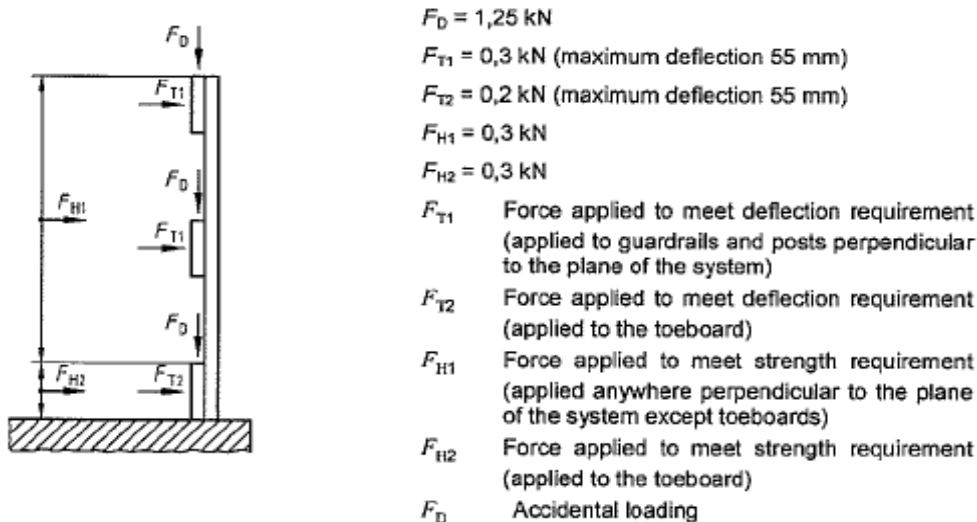 F_D
F_T1
F_D
F_H1
F_T1
F_D
F_H2
F_T2
F_D = 1,25 kN
F_T1 = 0,3 kN (maximum deflection 55 mm)
F_T2 = 0,2 kN (maximum deflection 55 mm)
F_H1 = 0,3 kN
F_H2 = 0,3 kN
F_T1 Force applied to meet deflection requirement
(applied to guardrails and posts perpendicular
to the plane of the system)
F_T2 Force applied to meet deflection requirement
(applied to the toeboard)
F_H1 Force applied to meet strength requirement
(applied anywhere perpendicular to the plane
of the system except toeboards)
F_H2 Force applied to meet strength requirement
(applied to the toeboard)
F_D Accidental loading